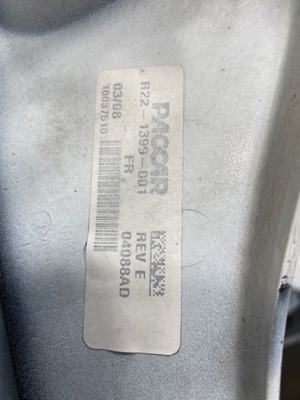 PACCAR
R22-1399-001
FR
REV E
03/08
10037510
04088AD